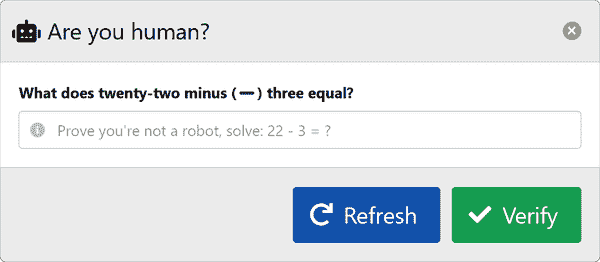 Are you human?
What does twenty-two minus (—) three equal?
Prove you're not a robot, solve: 22 - 3 = ?
Refresh
Verify